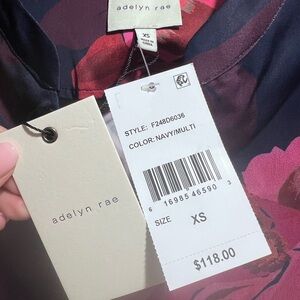 adelyn rae
XS
STYLE: F248D6036
COLOR: NAVY/MULTI
6 16985 46590 3
SIZE XS
$118.00
adelyn rae